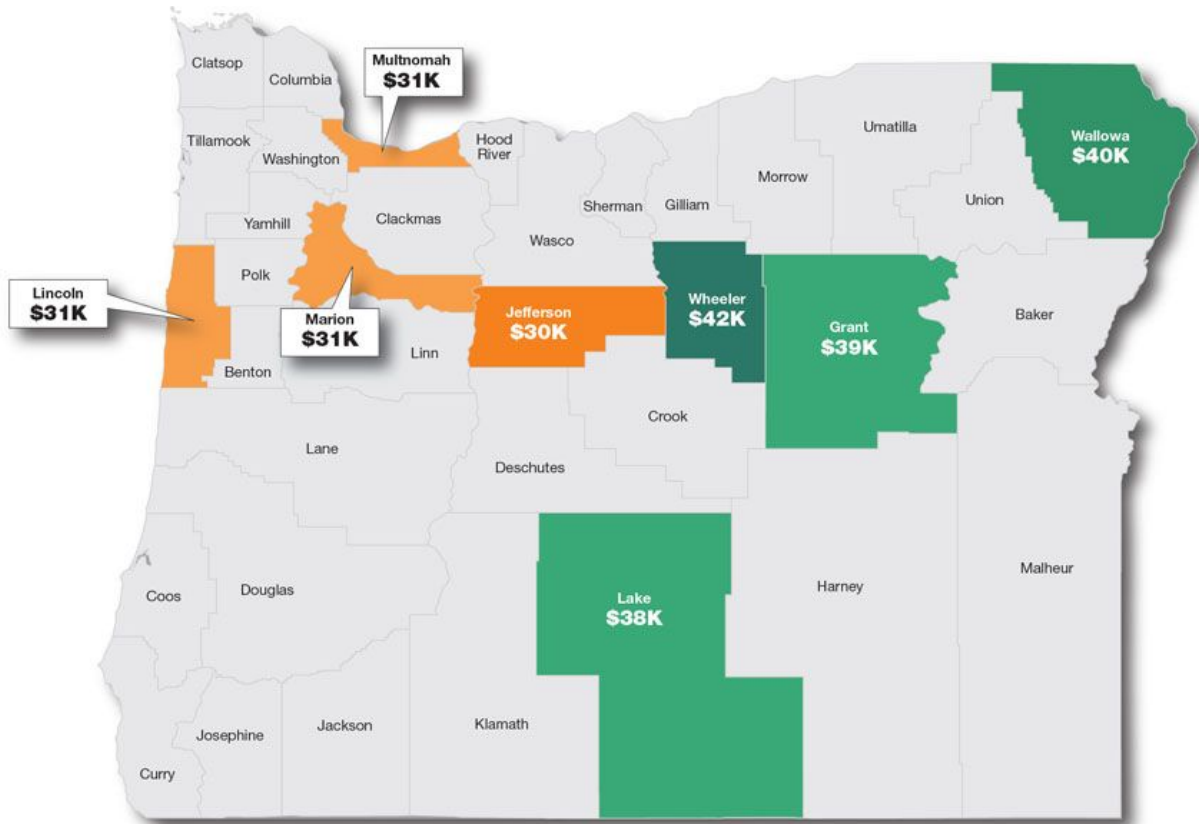 Clatsop
Columbia
Multnomah
$31K
Tillamook
Washington
Hood
River
Umatilla
Wallowa
$40K
Morrow
Union
Sherman
Gilliam
Yamhill
Clackmas
Wasco
Polk
Lincoln
$31K
Marion
$31K
Jefferson
$30K
Wheeler
$42K
Grant
$39K
Baker
Benton
Linn
Crook
Lane
Deschutes
Coos
Douglas
Lake
$38K
Harney
Malheur
Josephine
Jackson
Klamath
Curry